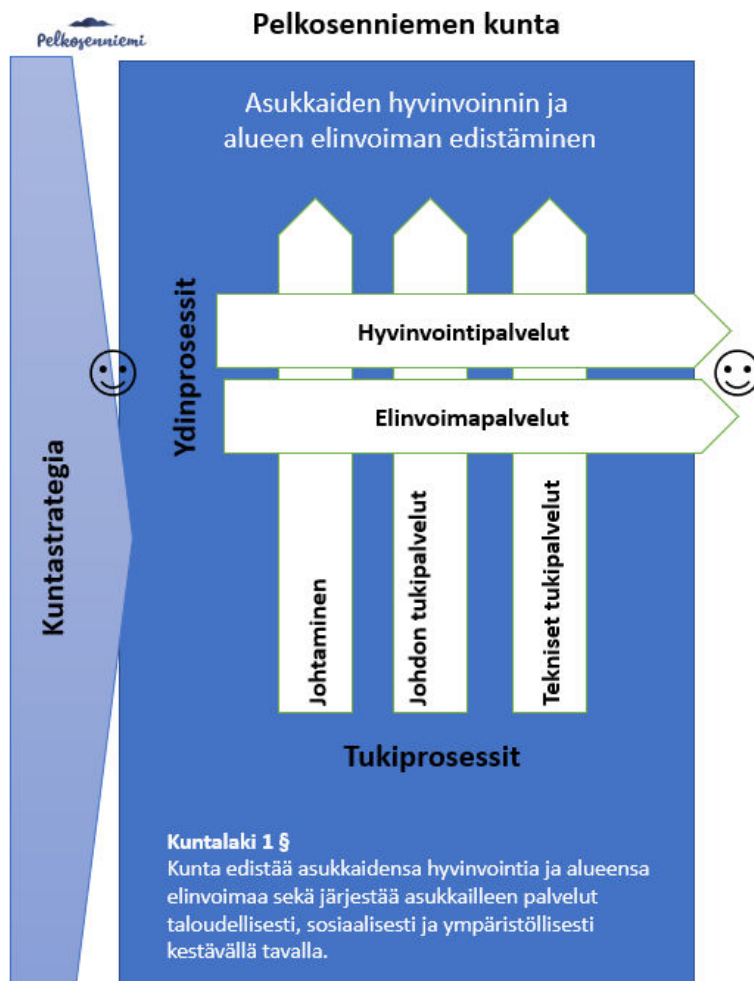 Pelkosenniemi
Pelkosenniemen kunta
Asukkaiden hyvinvoinnin ja
alueen elinvoiman edistäminen
Kuntastrategia
Ydinprosessit
Hyvinvointipalvelut
Elinvoimapalvelut
Johtaminen
Johdon tukipalvelut
Tekniset tukipalvelut
Tukiprosessit
Kuntalaki 1 §
Kunta edistää asukkaidensa hyvinvointia ja alueensa
elinvoimaa sekä järjestää asukkailleen palvelut
taloudellisesti, sosiaalisesti ja ympäristöllisesti
kestävällä tavalla.